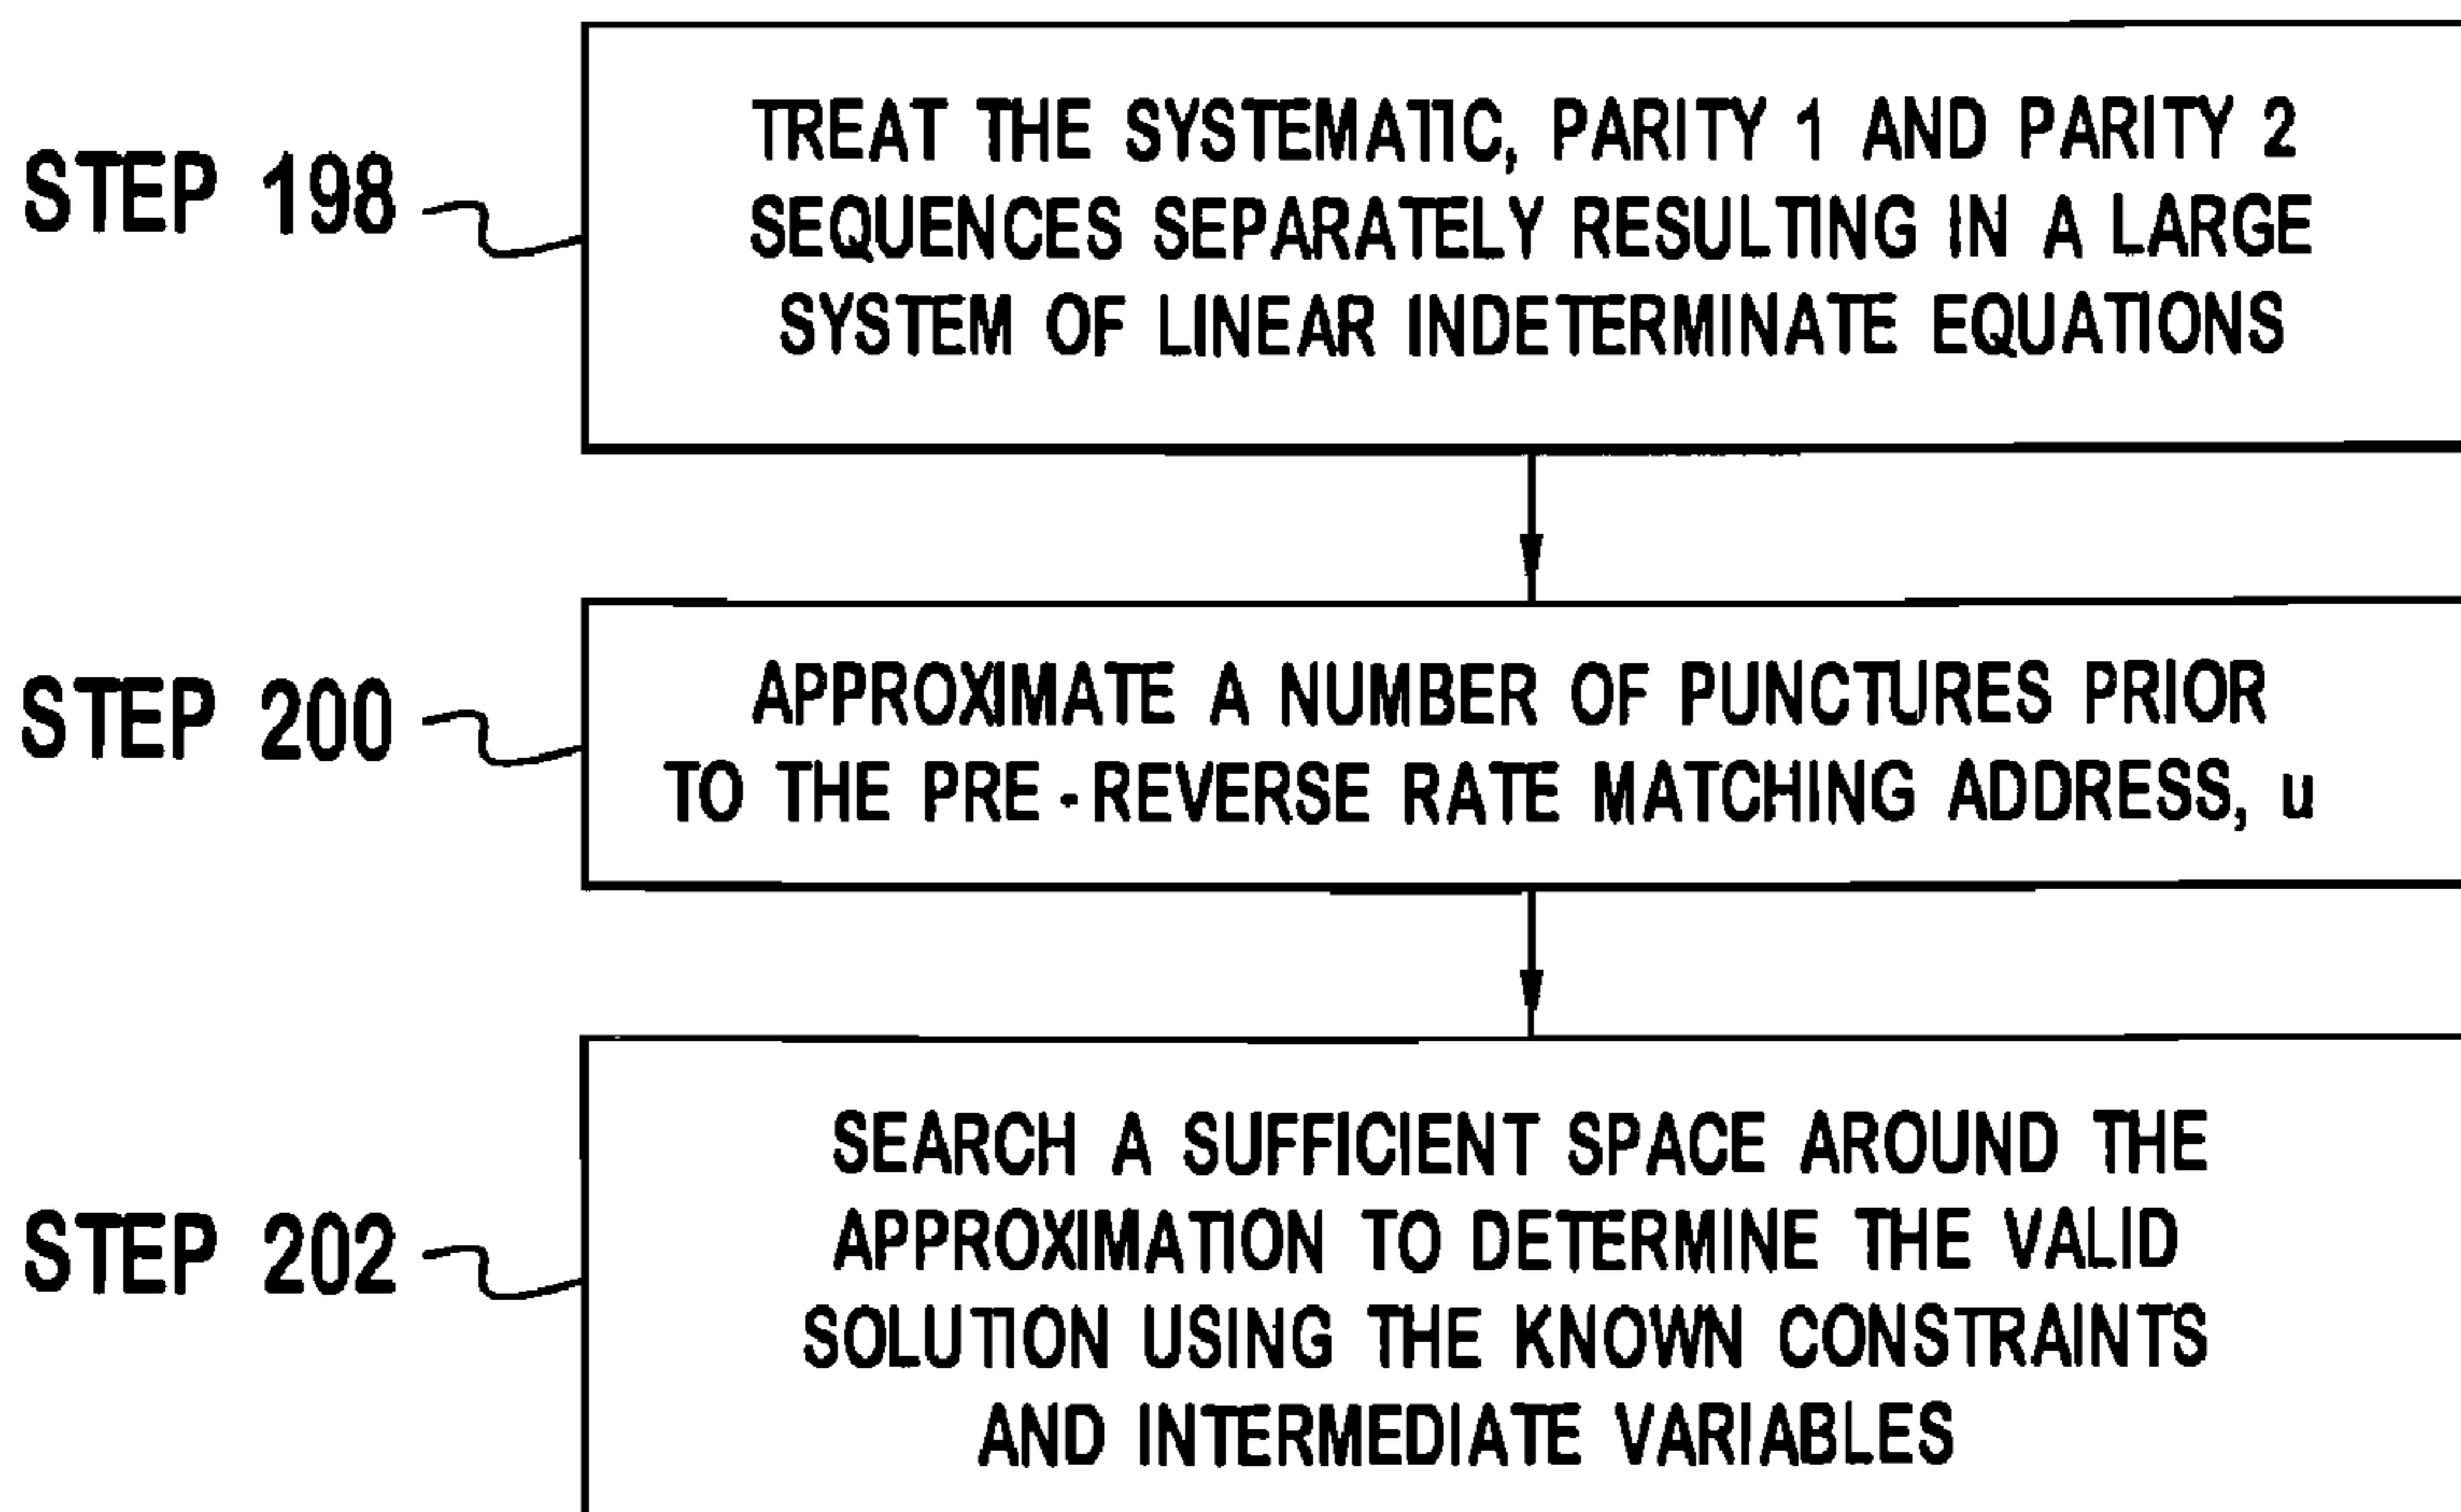 STEP 198
TREAT THE SYSTEMATIC, PARITY 1 AND PARITY 2
SEQUENCES SEPARATELY RESULTING IN A LARGE
SYSTEM OF LINEAR INDETERMINATE EQUATIONS
STEP 200
APPROXIMATE A NUMBER OF PUNCTURES PRIOR
TO THE PRE-REVERSE RATE MATCHING ADDRESS, u
STEP 202
SEARCH A SUFFICIENT SPACE AROUND THE
APPROXIMATION TO DETERMINE THE VALID
SOLUTION USING THE KNOWN CONSTRAINTS
AND INTERMEDIATE VARIABLES